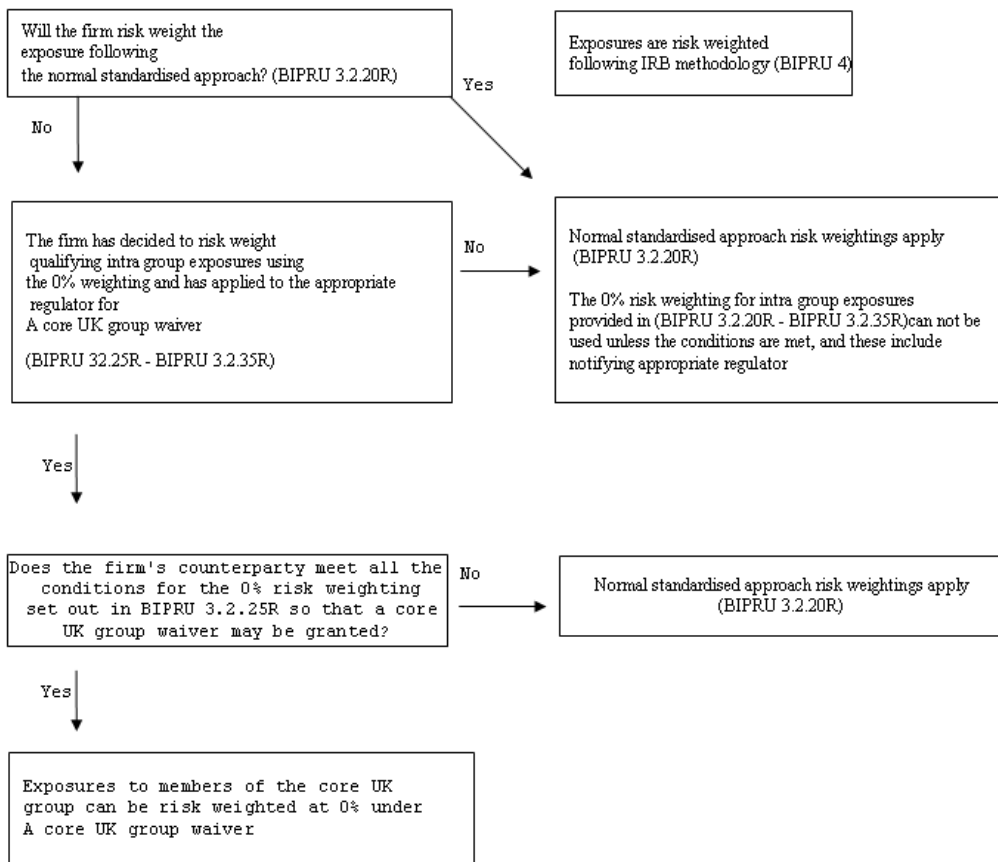 Will the firm risk weight the
exposure following
the normal standardised approach? (BIPRU 3.2.20R)
Exposures are risk weighted
following IRB methodology (BIPRU 4)
Yes
No
The firm has decided to risk weight
qualifying intra group exposures using
the 0% weighting and has applied to the appropriate
regulator for
A core UK group waiver
(BIPRU 32.25R - BIPRU 3.2.35R)
No
Normal standardised approach risk weightings apply
(BIPRU 3.2.20R)
The 0% risk weighting for intra group exposures
provided in (BIPRU 3.2.20R - BIPRU 3.2.35R)can not be
used unless the conditions are met, and these include
notifying appropriate regulator
Yes
Does the firm's counterparty meet all the
conditions for the 0% risk weighting
set out in BIPRU 3.2.25R so that a core
UK group waiver may be granted?
No
Normal standardised approach risk weightings apply
(BIPRU 3.2.20R)
Yes
Exposures to members of the core UK
group can be risk weighted at 0% under
A core UK group waiver